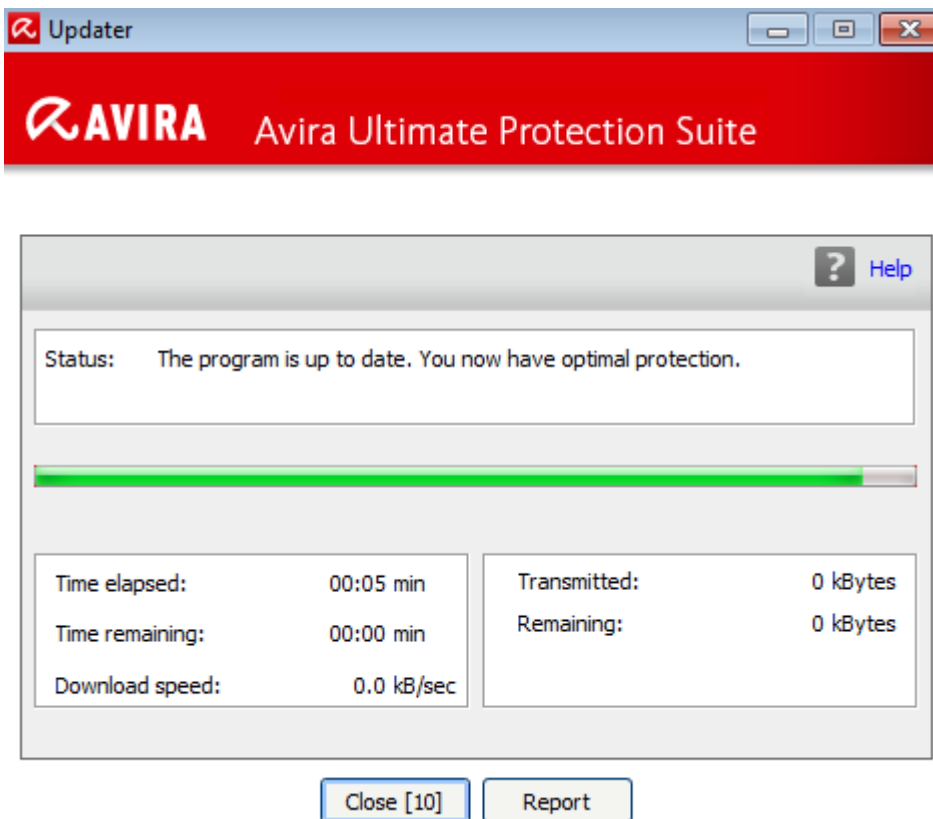 Updater
AVIRA Avira Ultimate Protection Suite
? Help
Status: The program is up to date. You now have optimal protection.
Time elapsed: 00:05 min
Time remaining: 00:00 min
Download speed: 0.0 kB/sec
Transmitted: 0 kBytes
Remaining: 0 kBytes
Close [10] Report